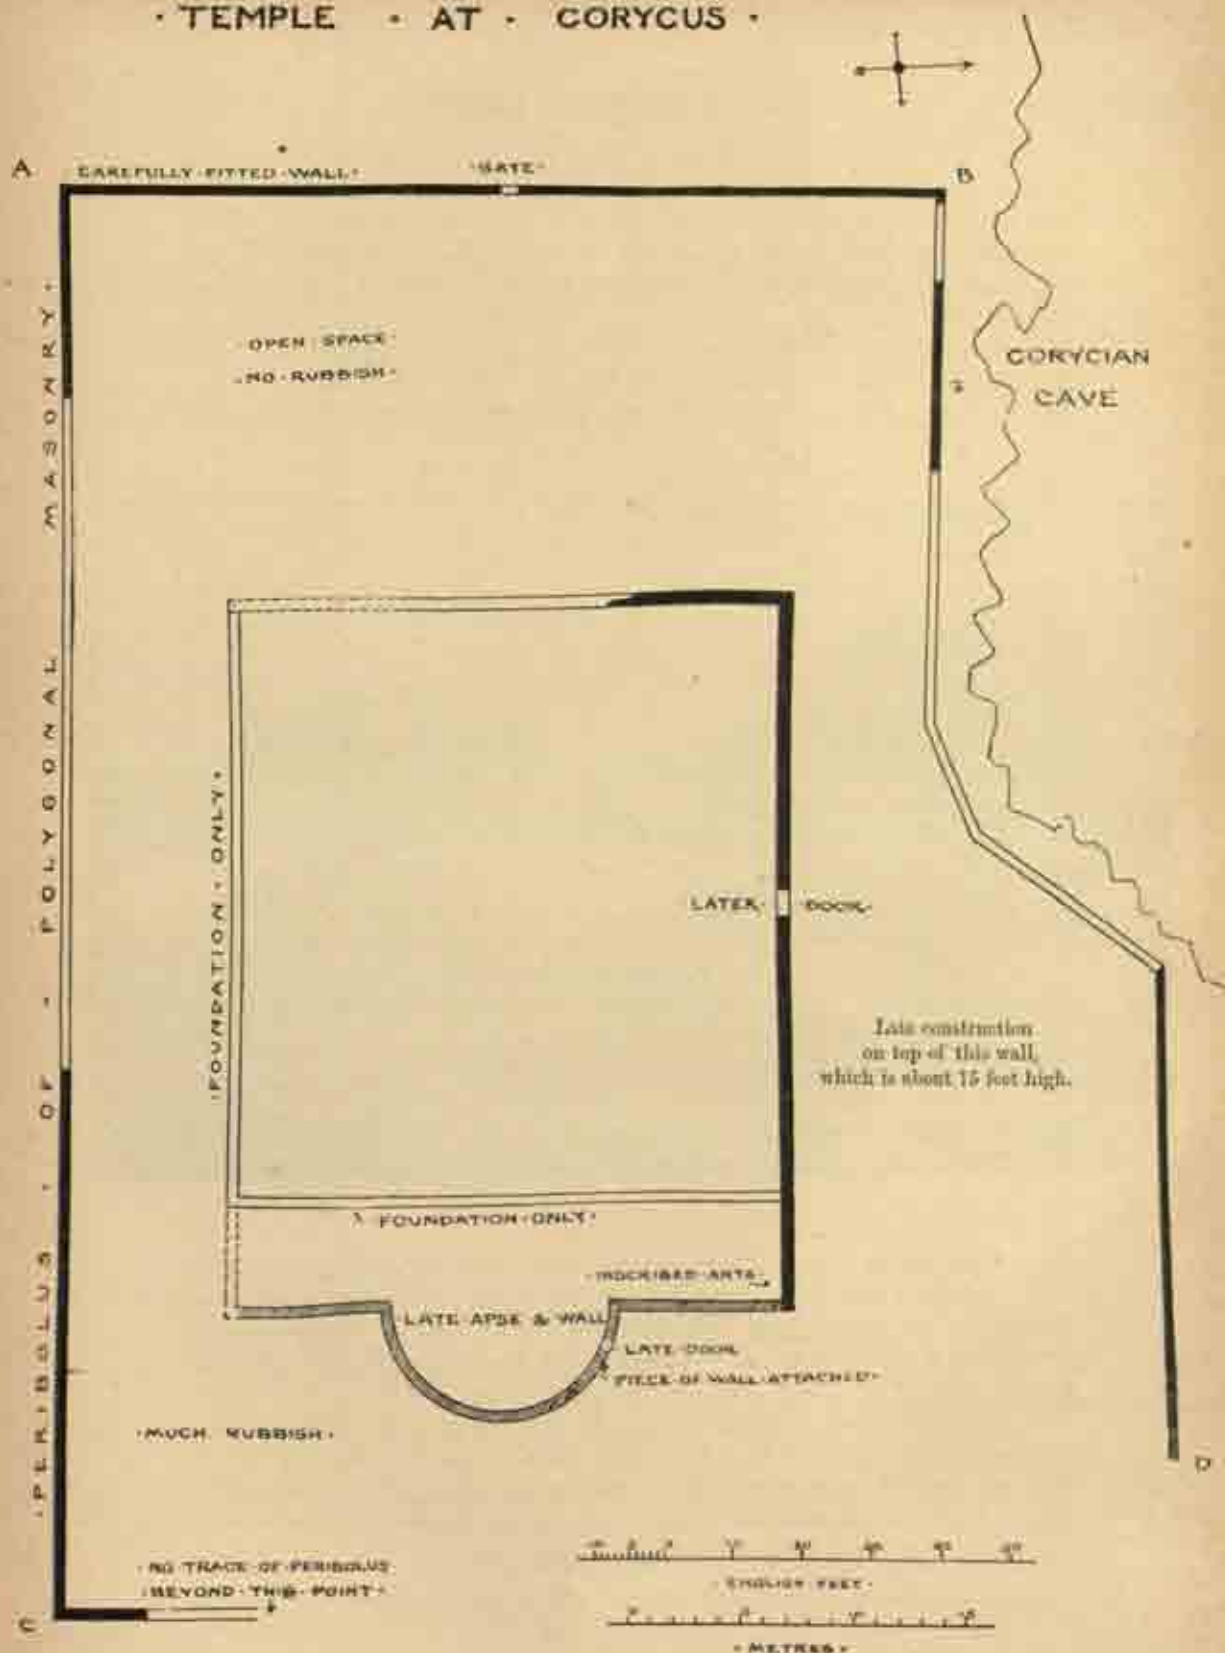 · TEMPLE · AT · CORYCUS ·
A
CAREFULLY · FITTED · WALL ·
· GATE ·
B
· OPEN · SPACE ·
· NO · RUBBISH ·
CORYCIAN
CAVE
· PERIBOLUS · OF · POLYGONAL MASONRY ·
· FOUNDATION · ONLY ·
LATER · DOOR ·
Late construction
on top of this wall,
which is about 15 feet high.
FOUNDATION · ONLY ·
· INSCRIBED · ANTA ·
· LATE · APSE & WALL
· LATE · DOOR
· PIECE · OF · WALL · ATTACHED ·
· MUCH RUBBISH ·
D
· NO TRACE · OF · PERIBOLUS
· BEYOND · THIS · POINT ·
C
· ENGLISH FEET ·
· METRES ·